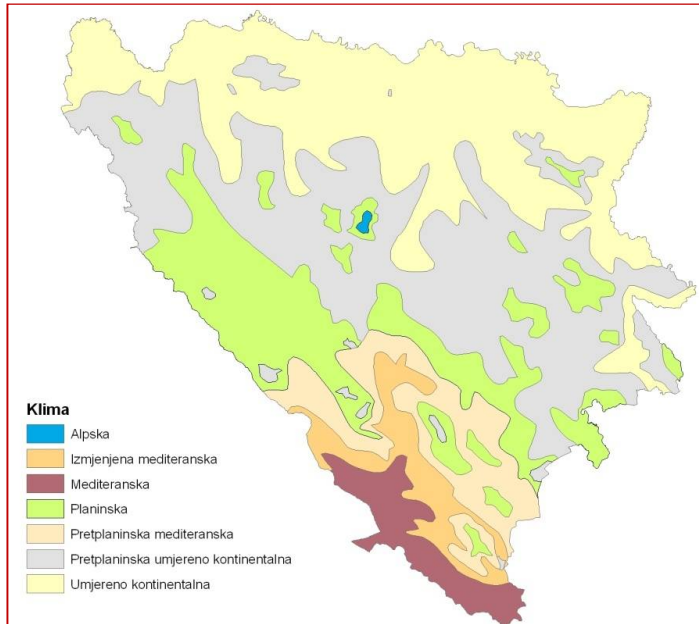 Klima
Alpska
Izmjenjena mediteranska
Mediteranska
Planinska
Pretplaninska mediteranska
Pretplaninska umjereno kontinentalna
Umjereno kontinentalna